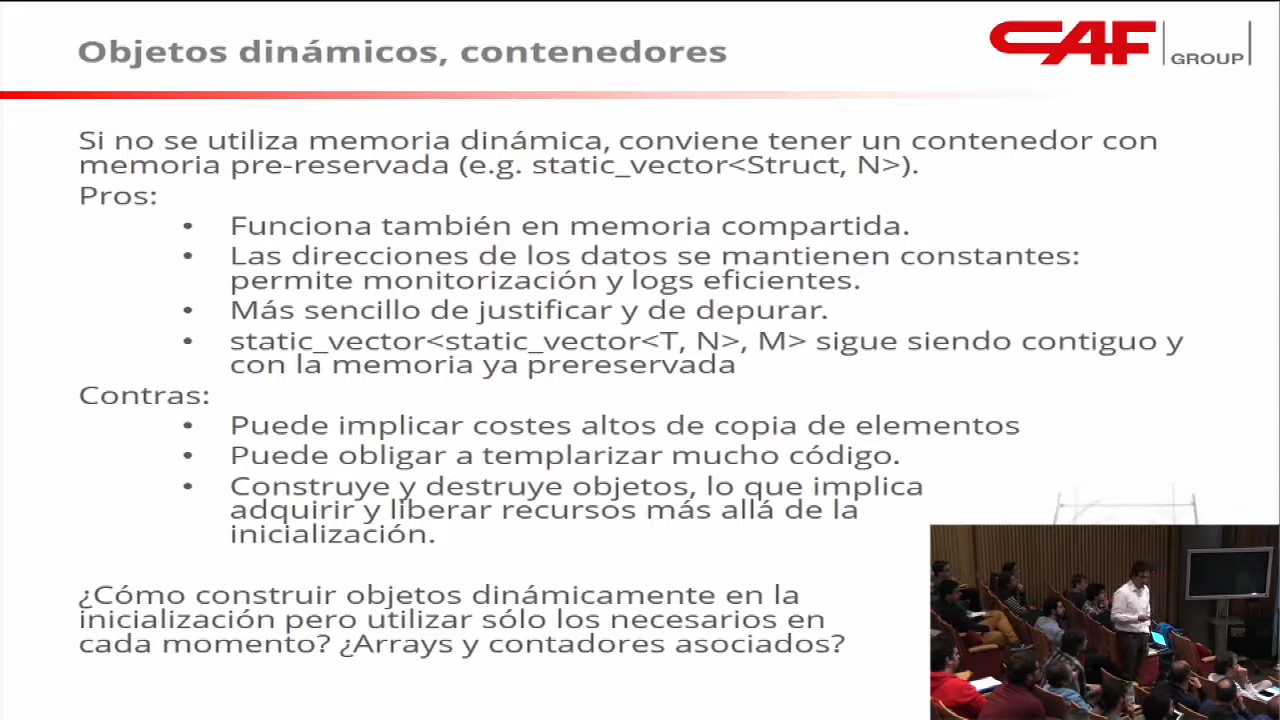 Objetos dinámicos, contenedores
CAF GROUP
Si no se utiliza memoria dinámica, conviene tener un contenedor con
memoria pre-reservada (e.g. static_vector<Struct, N>).
Pros:
• Funciona también en memoria compartida.
• Las direcciones de los datos se mantienen constantes:
permite monitorización y logs eficientes.
• Más sencillo de justificar y de depurar.
• static_vector<static_vector<T, N>, M> sigue siendo contiguo y
con la memoria ya prereservada
Contras:
• Puede implicar costes altos de copia de elementos
• Puede obligar a templarizar mucho código.
• Construye y destruye objetos, lo que implica
adquirir y liberar recursos más allá de la
inicialización.
¿Cómo construir objetos dinámicamente en la
inicialización pero utilizar sólo los necesarios en
cada momento? ¿Arrays y contadores asociados?